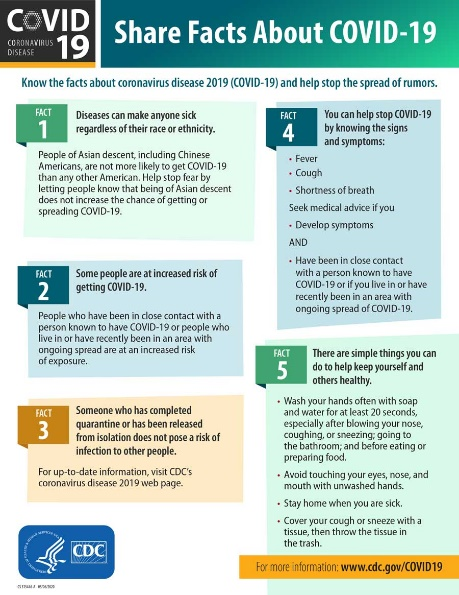 COVID
CORONAVIRUS
DISEASE
19
Share Facts About COVID-19
Know the facts about coronavirus disease 2019 (COVID-19) and help stop the spread of rumors.
FACT
1
Diseases can make anyone sick
regardless of their race or ethnicity.
People of Asian descent, including Chinese
Americans, are not more likely to get COVID-19
than any other American. Help stop fear by
letting people know that being of Asian descent
does not increase the chance of getting or
spreading COVID-19.
FACT
2
Some people are at increased risk of
getting COVID-19.
People who have been in close contact with a
person known to have COVID-19 or people who
live in or have recently been in an area with
ongoing spread are at an increased risk
of exposure.
FACT
3
Someone who has completed
quarantine or has been released
from isolation does not pose a risk of
infection to other people.
For up-to-date information, visit CDC's
coronavirus disease 2019 web page.
FACT
4
You can help stop COVID-19
by knowing the signs
and symptoms:
• Fever
• Cough
• Shortness of breath
Seek medical advice if you
• Develop symptoms
AND
• Have been in close contact
with a person known to have
COVID-19 or if you live in or have
recently been in an area with
ongoing spread of COVID-19.
FACT
5
There are simple things you can
do to help keep yourself and
others healthy.
• Wash your hands often with soap
and water for at least 20 seconds,
especially after blowing your nose,
coughing, or sneezing; going to
the bathroom; and before eating or
preparing food.
• Avoid touching your eyes, nose, and
mouth with unwashed hands.
• Stay home when you are sick.
• Cover your cough or sneeze with a
tissue, then throw the tissue in
the trash.
CDC
For more information: www.cdc.gov/COVID19